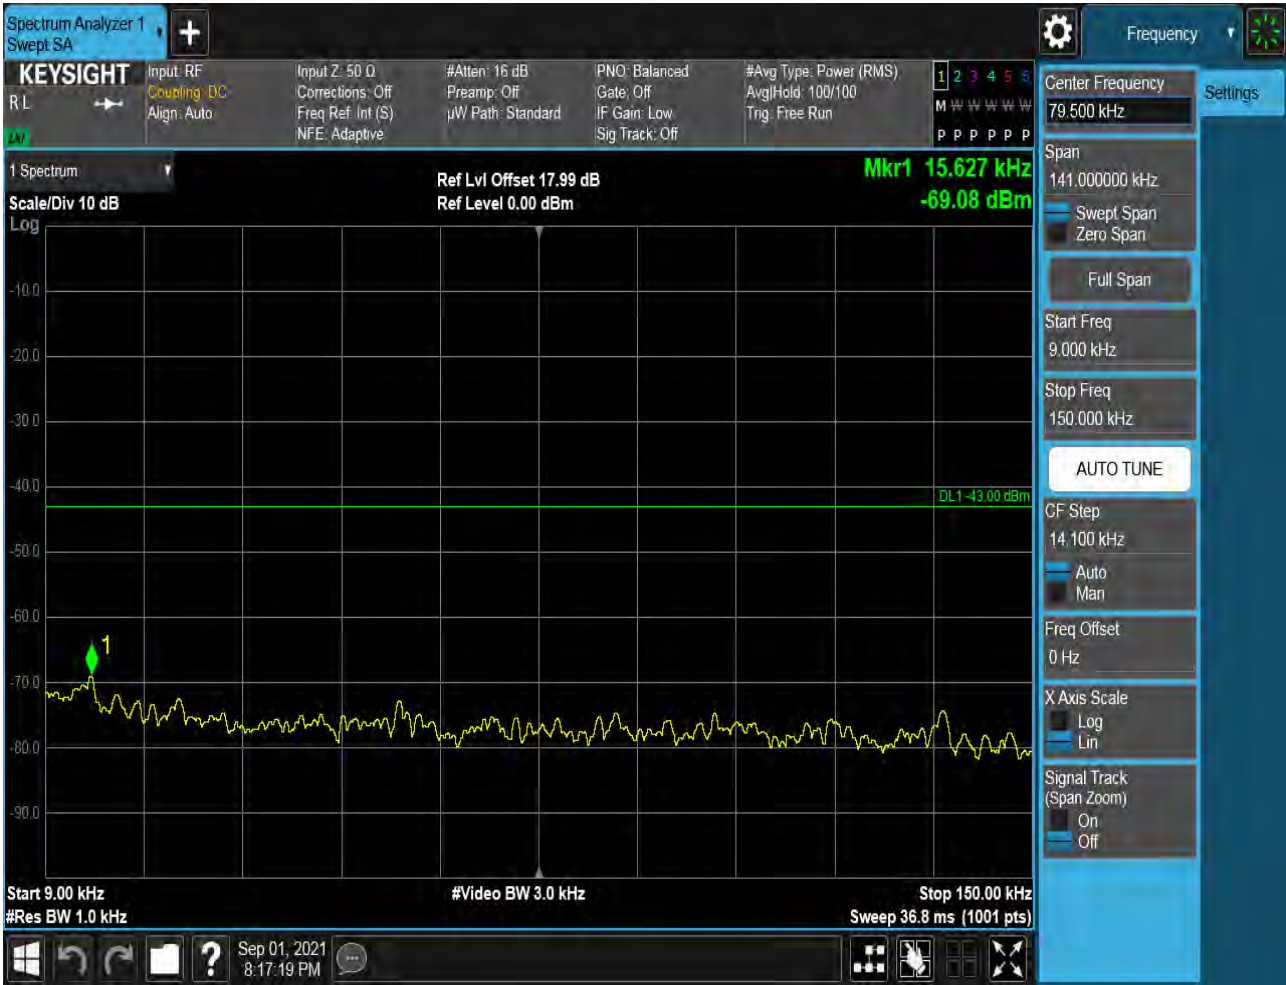 Spectrum Analyzer 1
Swept SA
+
Frequency
KEYSIGHT
R L
LXI
Input: RF
Coupling: DC
Align: Auto
Input Z: 50 Ω
Corrections: Off
Freq Ref: Int (S)
NFE: Adaptive
#Atten: 16 dB
Preamp: Off
µW Path: Standard
PNO: Balanced
Gate: Off
IF Gain: Low
Sig Track: Off
#Avg Type: Power (RMS)
Avg|Hold: 100/100
Trig: Free Run
1 2 3 4 5 6
M W W W W W
P P P P P P
1 Spectrum
Scale/Div 10 dB
Log
Ref Lvl Offset 17.99 dB
Ref Level 0.00 dBm
Mkr1 15.627 kHz
-69.08 dBm
-10.0
-20.0
-30.0
-40.0
DL1 -43.00 dBm
-50.0
-60.0
1
-70.0
-80.0
-90.0
Start 9.00 kHz
#Res BW 1.0 kHz
#Video BW 3.0 kHz
Stop 150.00 kHz
Sweep 36.8 ms (1001 pts)
?
Sep 01, 2021
8:17:19 PM
Center Frequency
79.500 kHz
Settings
Span
141.000000 kHz
Swept Span
Zero Span
Full Span
Start Freq
9.000 kHz
Stop Freq
150.000 kHz
AUTO TUNE
CF Step
14.100 kHz
Auto
Man
Freq Offset
0 Hz
X Axis Scale
Log
Lin
Signal Track
(Span Zoom)
On
Off